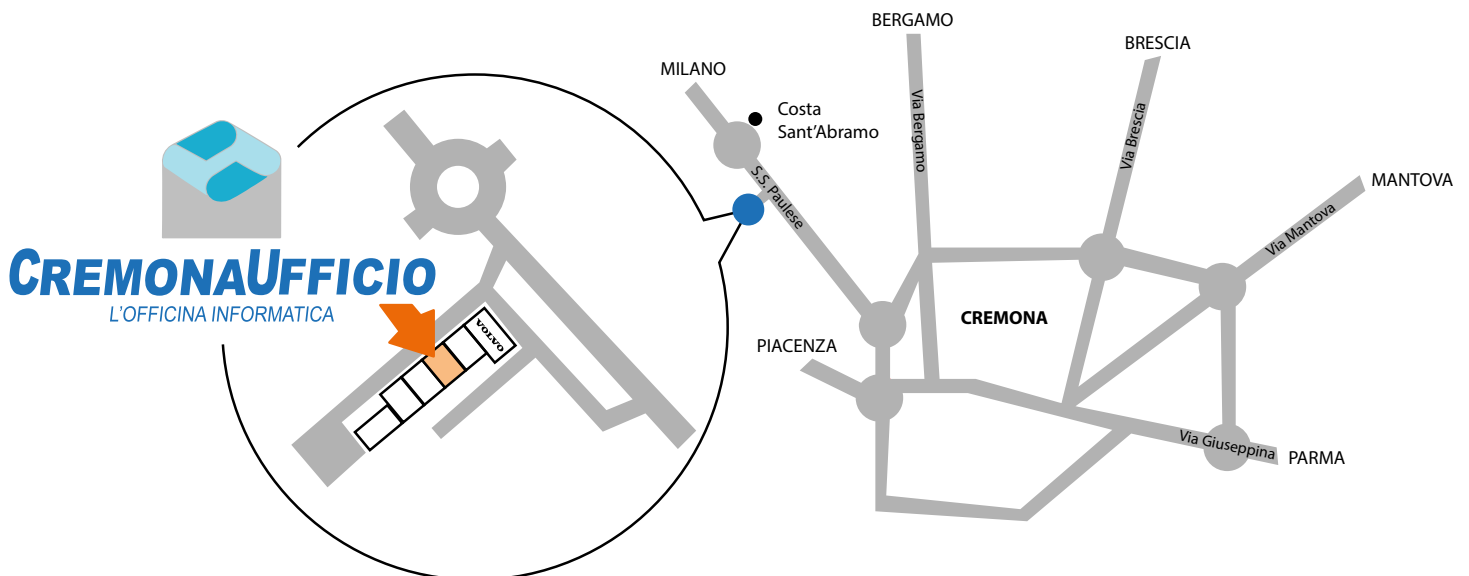 BERGAMO
BRESCIA
MILANO
Costa
Sant'Abramo
Via Bergamo
Via Brescia
MANTOVA
S.S. Paulese
Via Mantova
CREMONAUFFICIO
L'OFFICINA INFORMATICA
VOLVO
CREMONA
PIACENZA
Via Giuseppina
PARMA